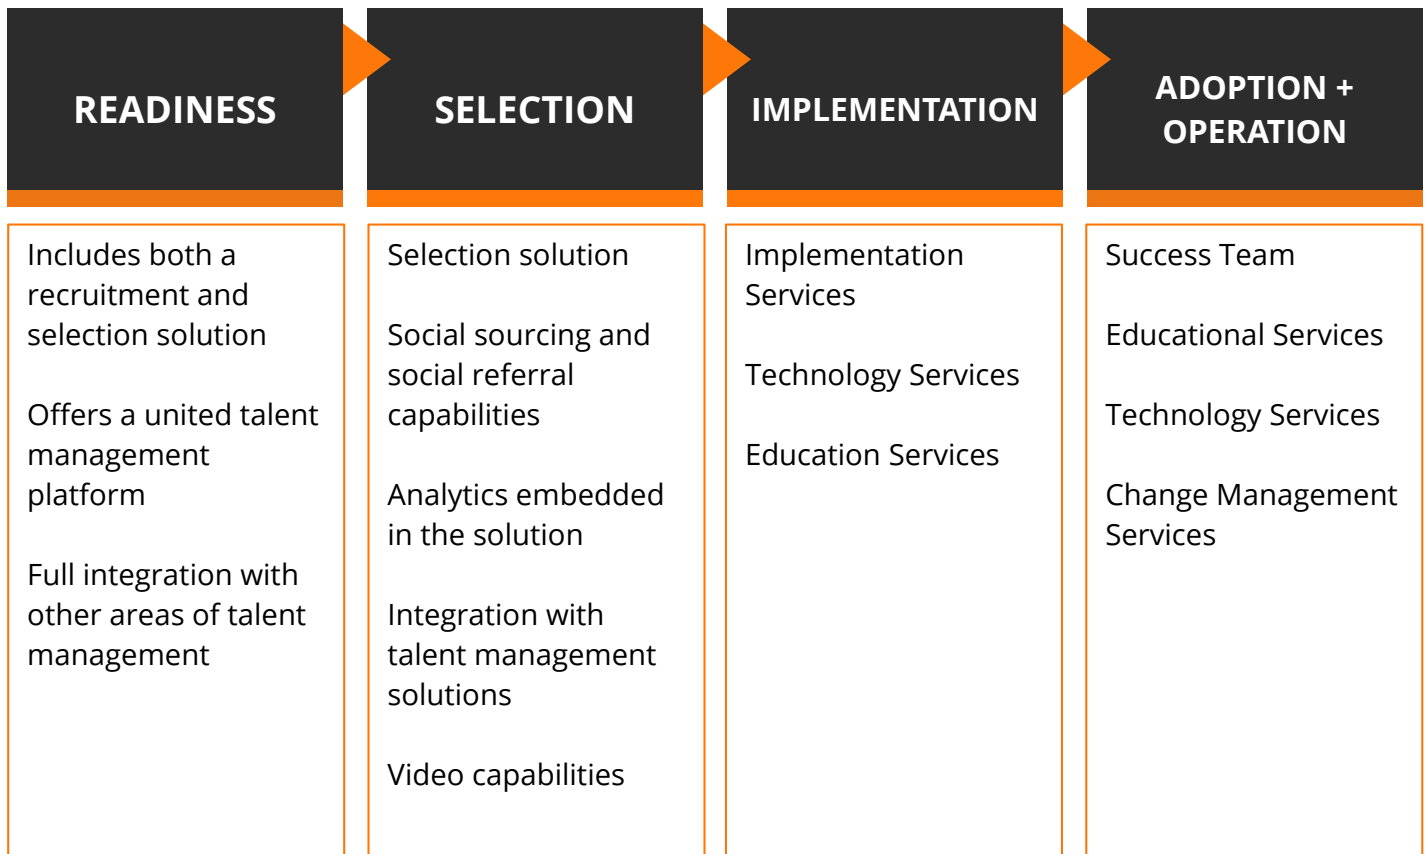 READINESS
SELECTION
IMPLEMENTATION
ADOPTION +
OPERATION
Includes both a
recruitment and
selection solution
Offers a united talent
management
platform
Full integration with
other areas of talent
management
Selection solution
Social sourcing and
social referral
capabilities
Analytics embedded
in the solution
Integration with
talent management
solutions
Video capabilities
Implementation
Services
Technology Services
Education Services
Success Team
Educational Services
Technology Services
Change Management
Services